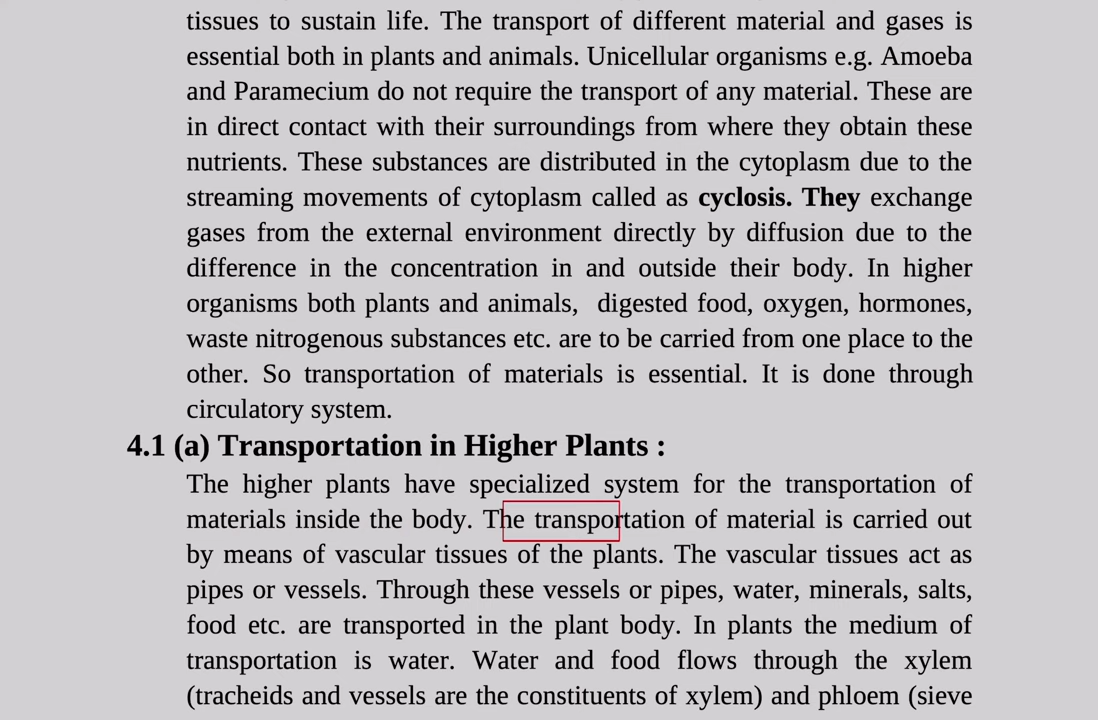 tissues to sustain life. The transport of different material and gases is
essential both in plants and animals. Unicellular organisms e.g. Amoeba
and Paramecium do not require the transport of any material. These are
in direct contact with their surroundings from where they obtain these
nutrients. These substances are distributed in the cytoplasm due to the
streaming movements of cytoplasm called as cyclosis. They exchange
gases from the external environment directly by diffusion due to the
difference in the concentration in and outside their body. In higher
organisms both plants and animals, digested food, oxygen, hormones,
waste nitrogenous substances etc. are to be carried from one place to the
other. So transportation of materials is essential. It is done through
circulatory system.
4.1 (a) Transportation in Higher Plants :
The higher plants have specialized system for the transportation of
materials inside the body. The transportation of material is carried out
by means of vascular tissues of the plants. The vascular tissues act as
pipes or vessels. Through these vessels or pipes, water, minerals, salts,
food etc. are transported in the plant body. In plants the medium of
transportation is water. Water and food flows through the xylem
(tracheids and vessels are the constituents of xylem) and phloem (sieve